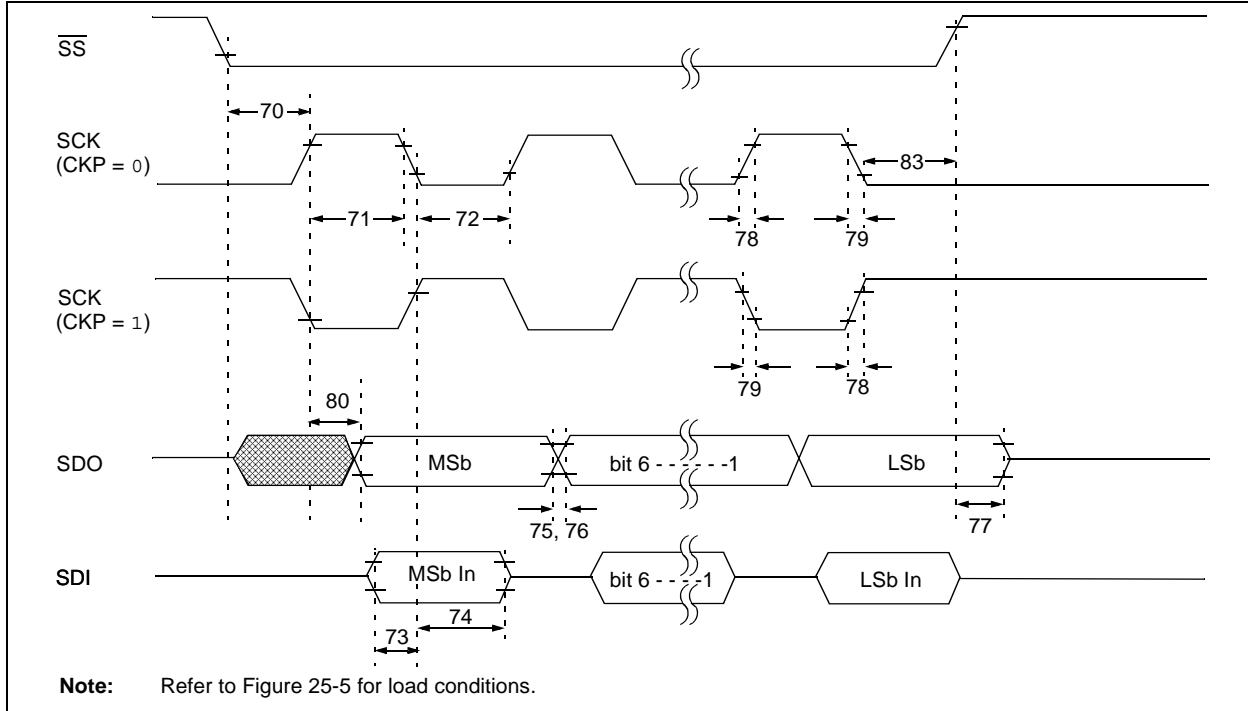 SS
70
SCK
(CKP = 0)
83
71
72
78
79
SCK
(CKP = 1)
79
78
80
SDO
MSb
bit 6 - - - - - -1
LSb
75, 76
77
SDI
MSb In
bit 6 - - - -1
LSb In
74
73
Note: Refer to Figure 25-5 for load conditions.